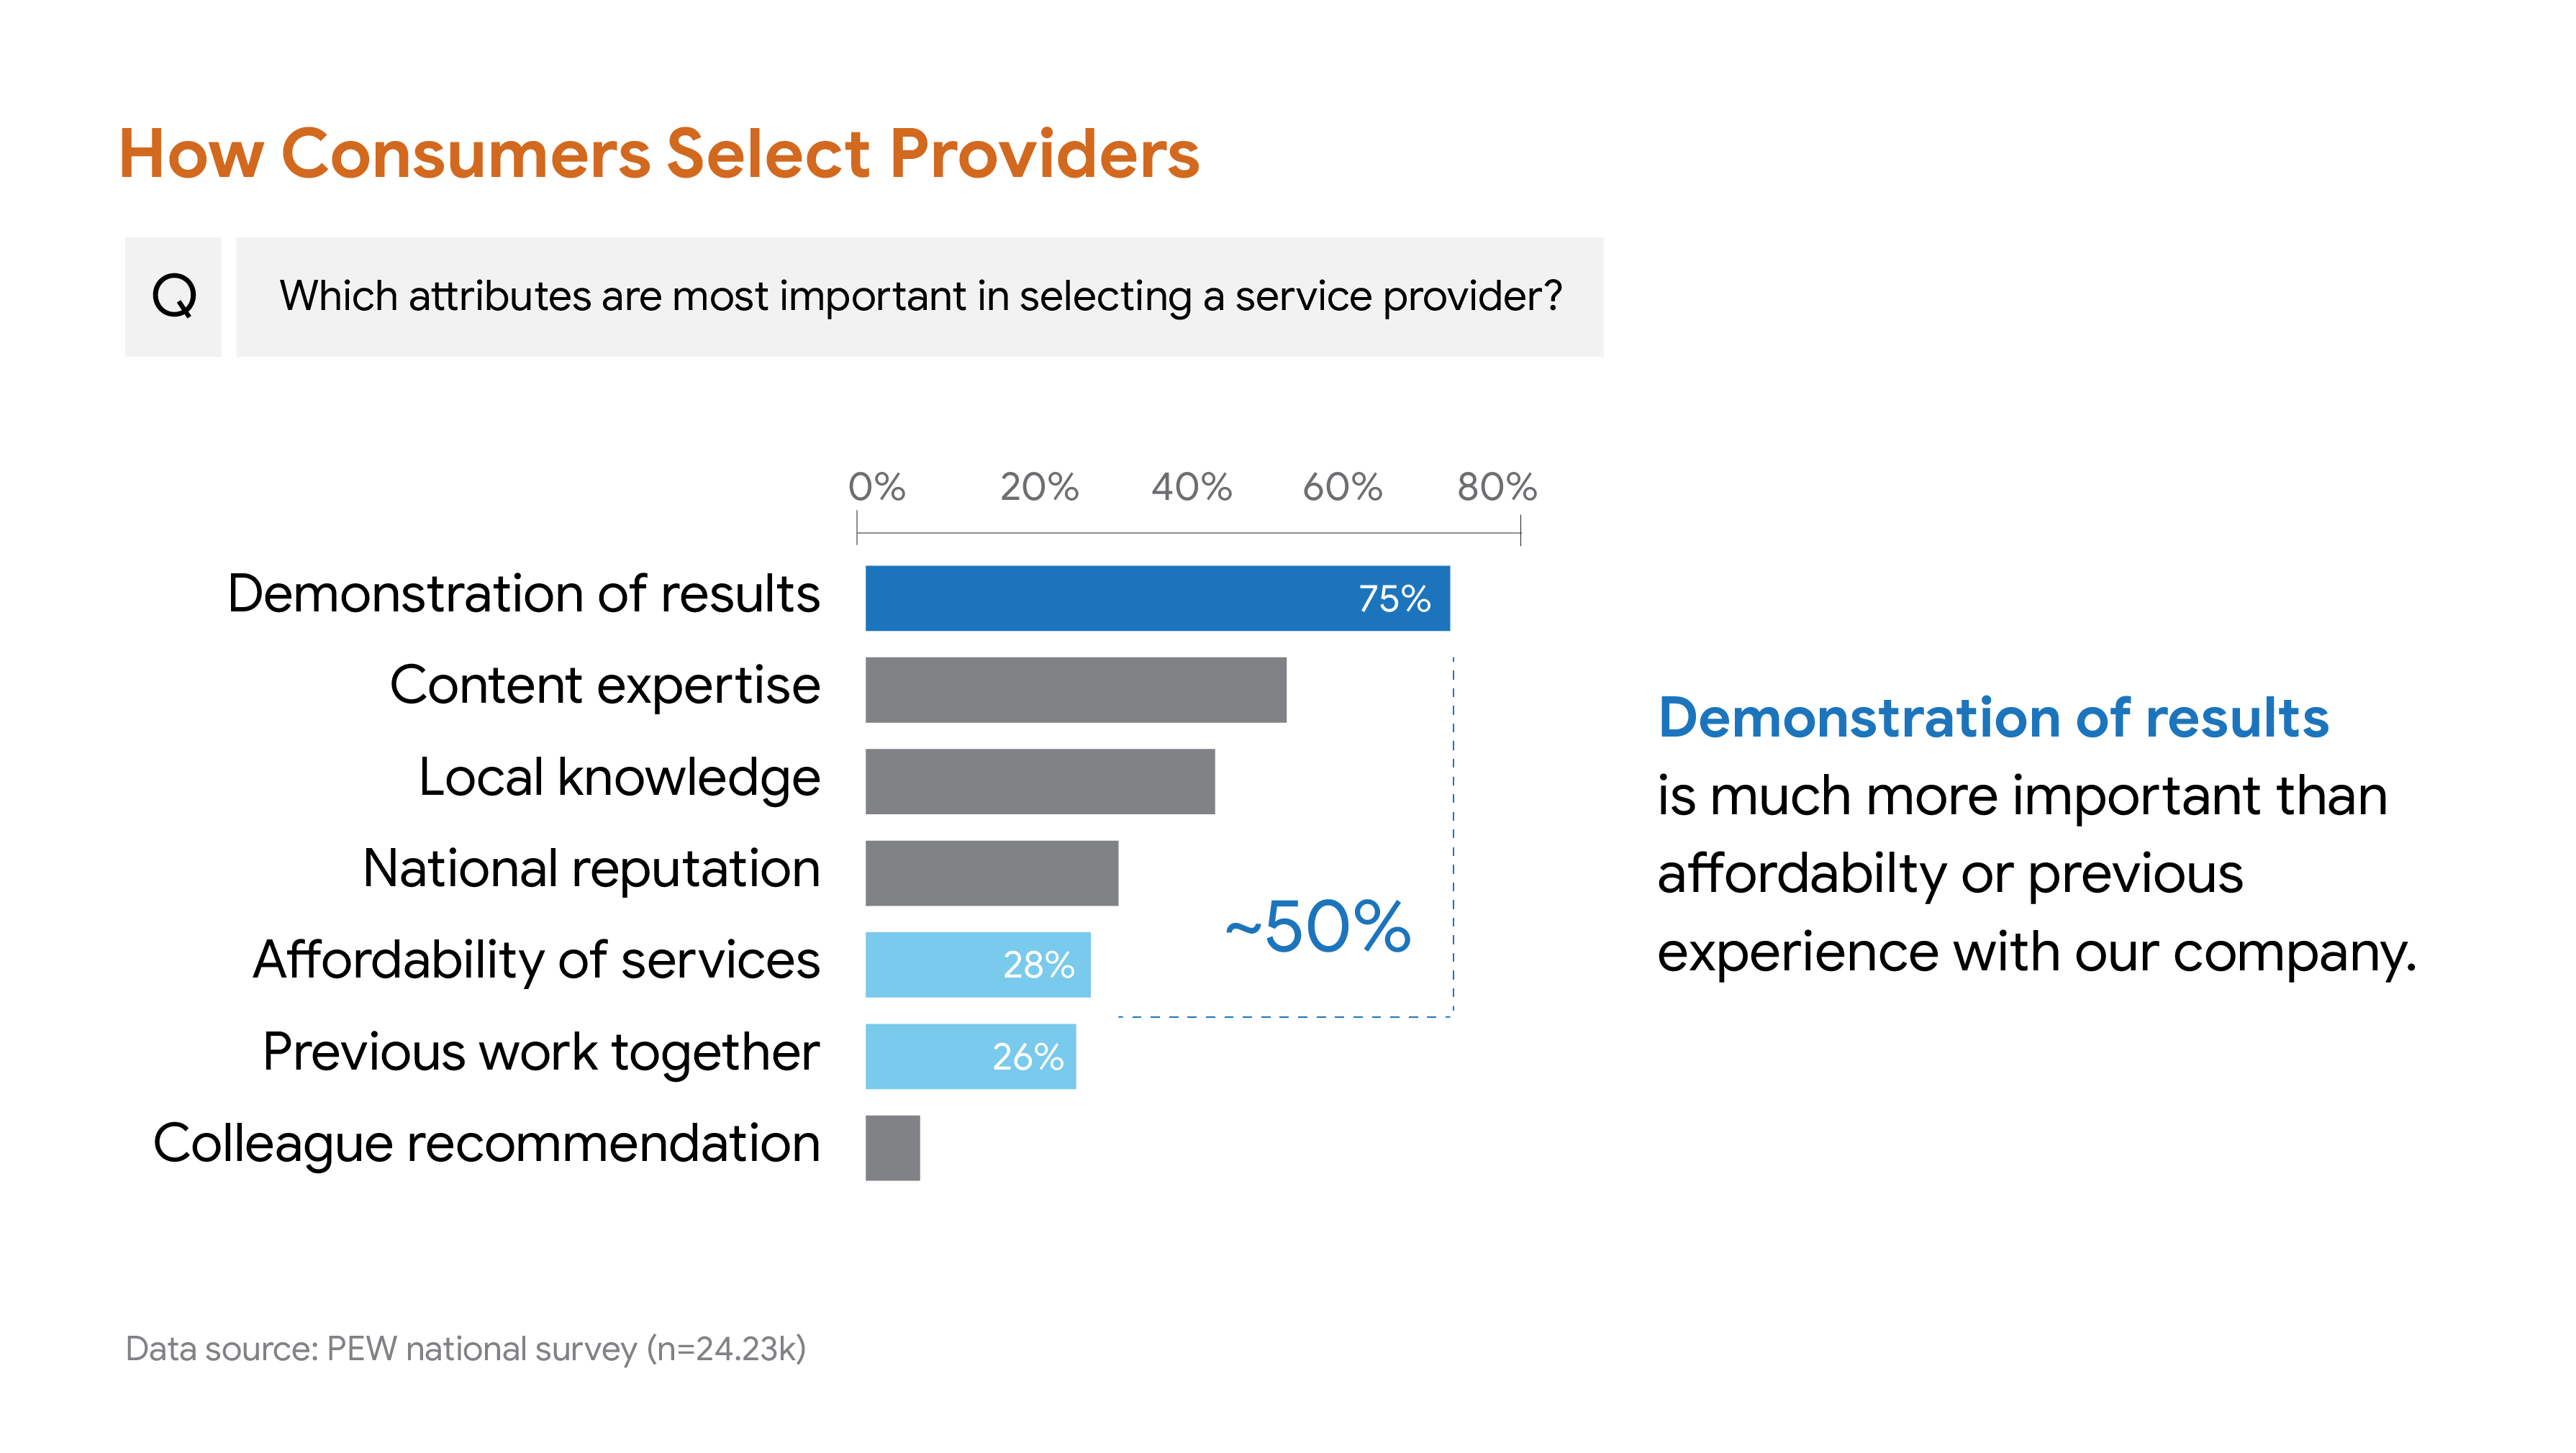 How Consumers Select Providers
Q
Which attributes are most important in selecting a service provider?
0% 20% 40% 60% 80%
Demonstration of results 75%
Content expertise
Local knowledge
National reputation
Affordability of services 28%
Previous work together 26%
Colleague recommendation
~50%
Demonstration of results
is much more important than
affordabilty or previous
experience with our company.
Data source: PEW national survey (n=24.23k)